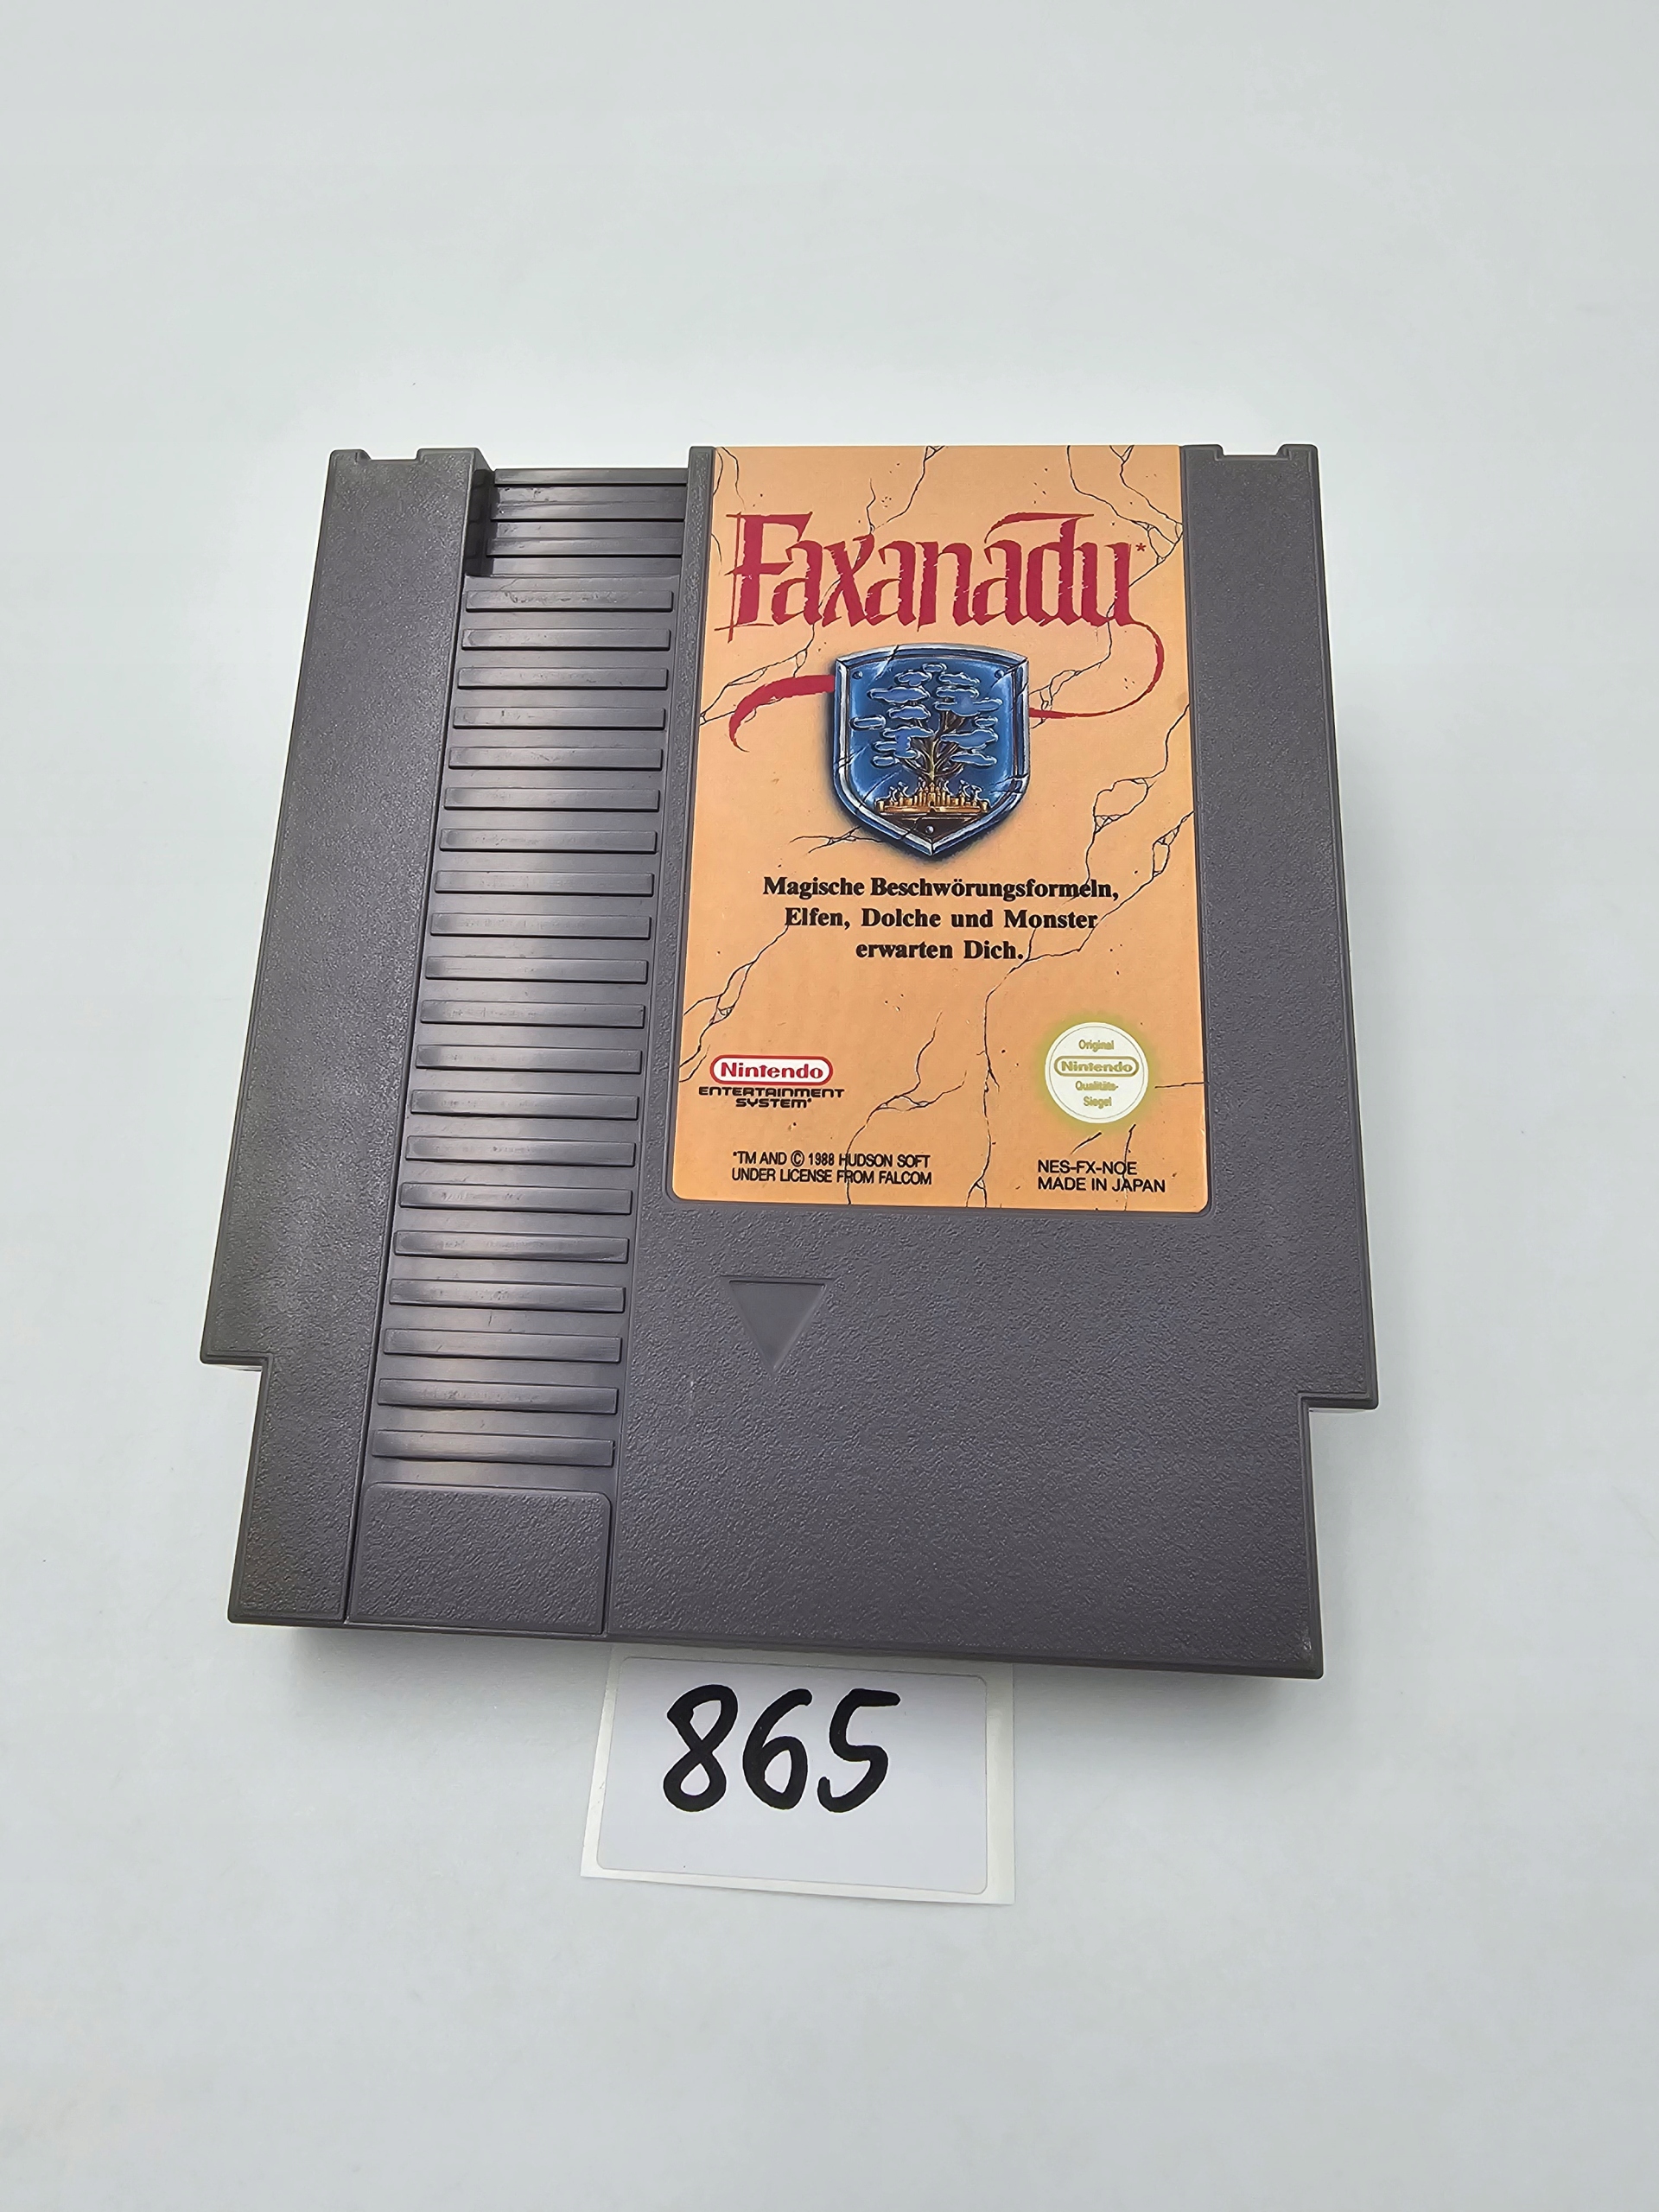 Faxanadu*
Magische Beschwörungsformeln,
Elfen, Dolche und Monster
erwarten Dich.
Nintendo
ENTERTAINMENT
SYSTEM*
Original
Nintendo
Qualitäts-
Siegel
*TM AND © 1988 HUDSON SOFT
UNDER LICENSE FROM FALCOM
NES-FX-NOE
MADE IN JAPAN
865